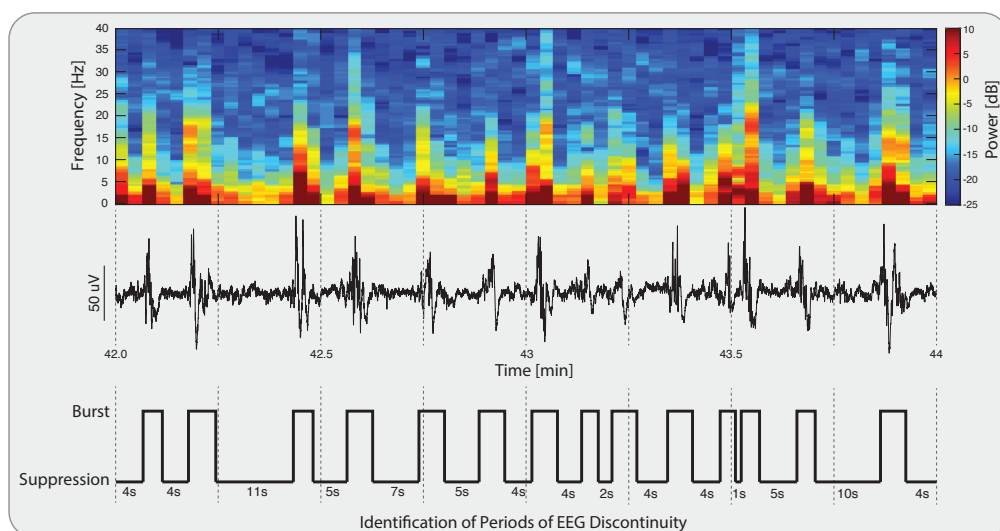 Frequency [Hz]
40
35
30
25
20
15
10
5
0
10
5
0
-5
-10
-15
-20
-25
Power [dB]
50 uV
42.0 42.5 43 43.5 44
Time [min]
Burst
Suppression
4s 4s 11s 5s 7s 5s 4s 4s 2s 4s 4s 1s 5s 10s 4s
Identification of Periods of EEG Discontinuity